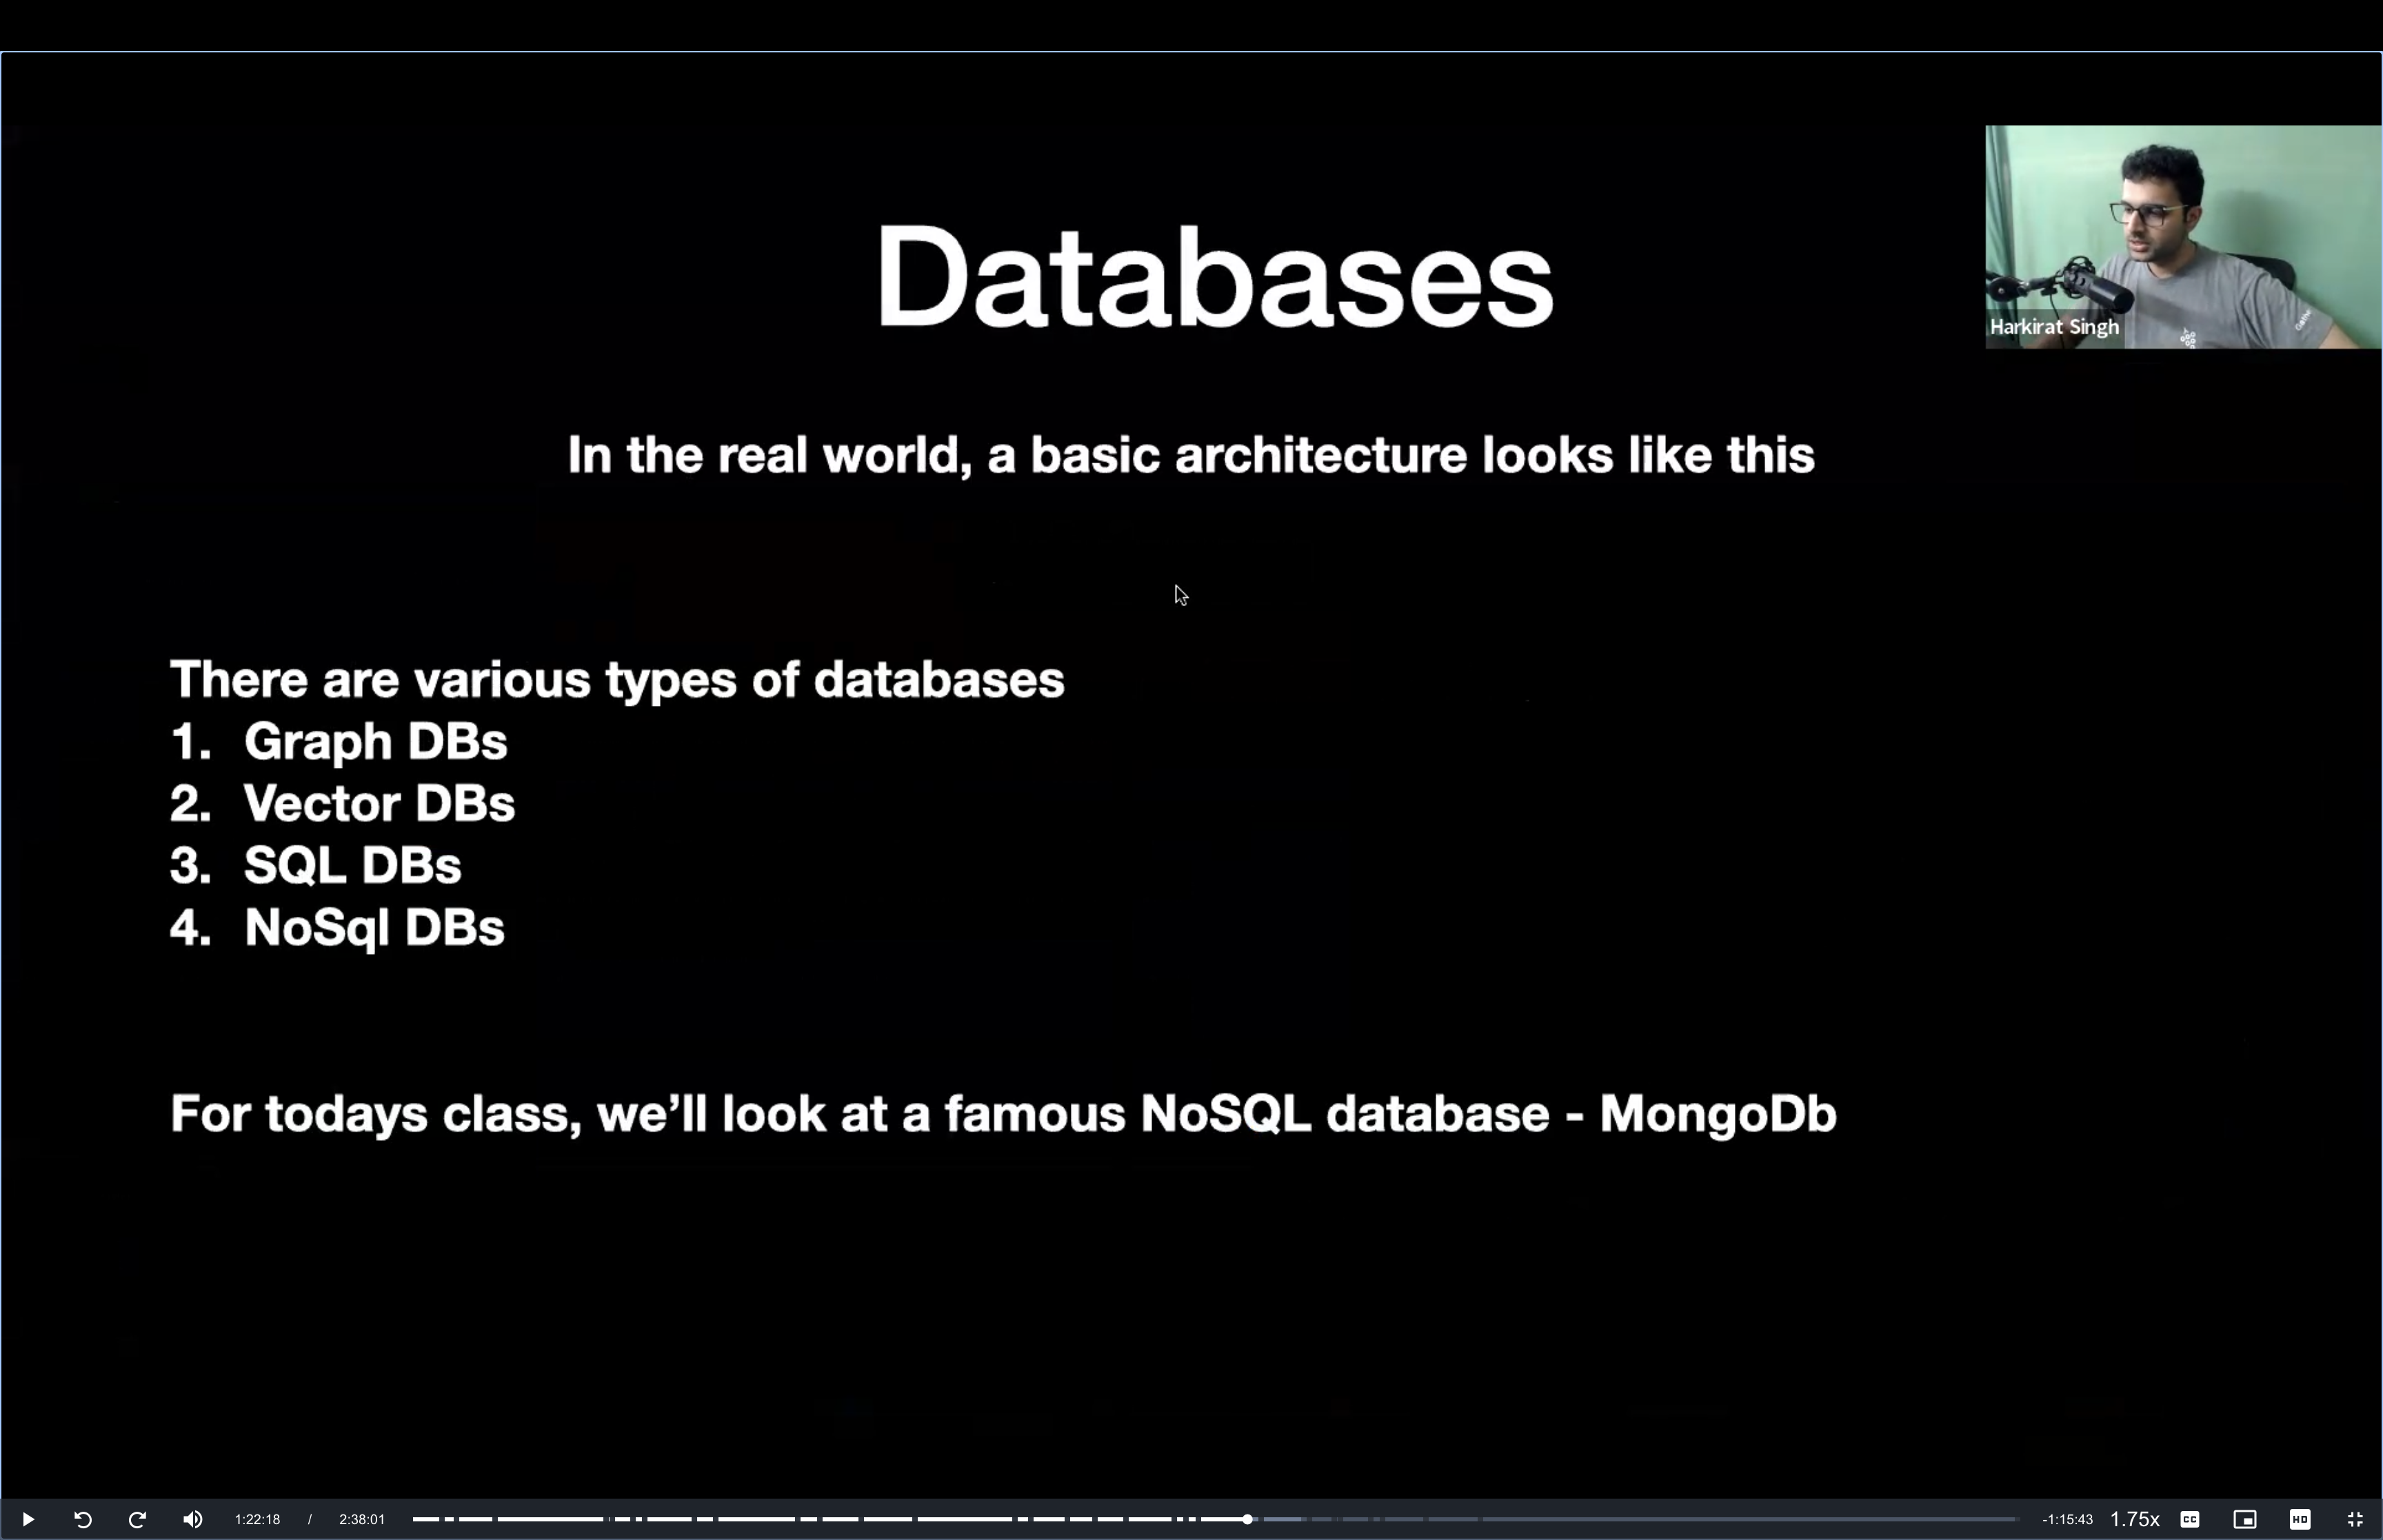 Databases
Harkirat Singh
In the real world, a basic architecture looks like this
There are various types of databases
1. Graph DBs
2. Vector DBs
3. SQL DBs
4. NoSql DBs
For todays class, we’ll look at a famous NoSQL database - MongoDb
1:22:18 / 2:38:01 -1:15:43 1.75x CC HD